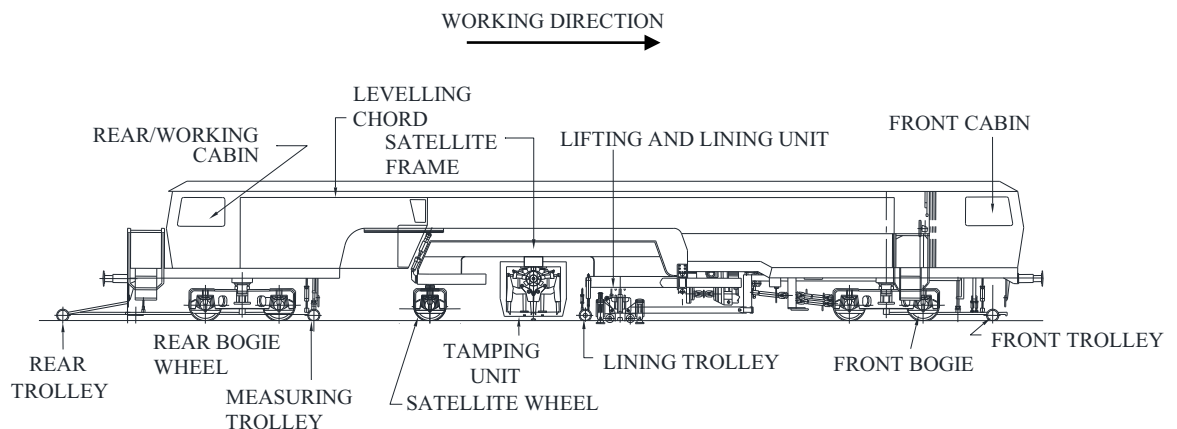 WORKING DIRECTION
LEVELLING
CHORD
REAR/WORKING
CABIN
SATELLITE
FRAME
LIFTING AND LINING UNIT
FRONT CABIN
REAR
TROLLEY
REAR BOGIE
WHEEL
MEASURING
TROLLEY
SATELLITE WHEEL
TAMPING
UNIT
LINING TROLLEY
FRONT BOGIE
FRONT TROLLEY